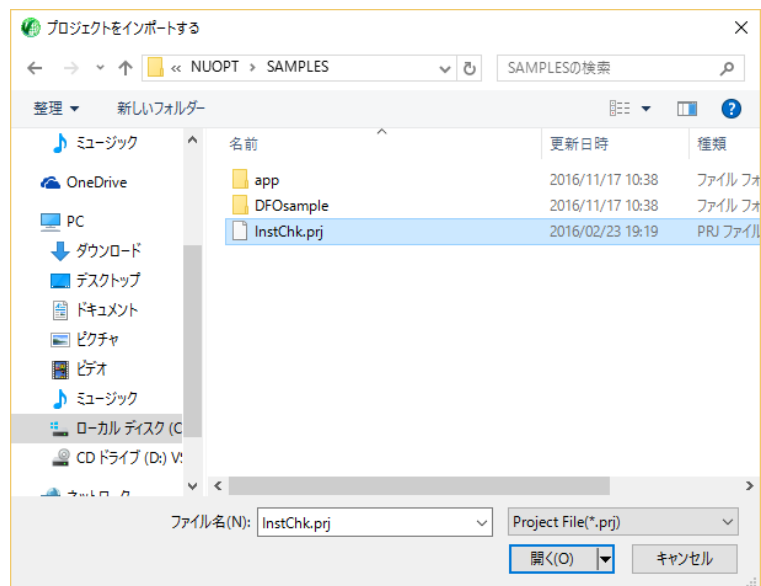 プロジェクトをインポートする
« NUOPT > SAMPLES
SAMPLESの検索
整理
新しいフォルダー
ミュージック
OneDrive
PC
ダウンロード
デスクトップ
ドキュメント
ピクチャ
ビデオ
ミュージック
ローカル ディスク (C
CD ドライブ (D:) VS
名前 更新日時 種類
app 2016/11/17 10:38 ファイル フォ
DFOsample 2016/11/17 10:38 ファイル フォ
InstChk.prj 2016/02/23 19:19 PRJ ファイル
ファイル名(N): InstChk.prj Project File(*.prj)
開く(O) キャンセル